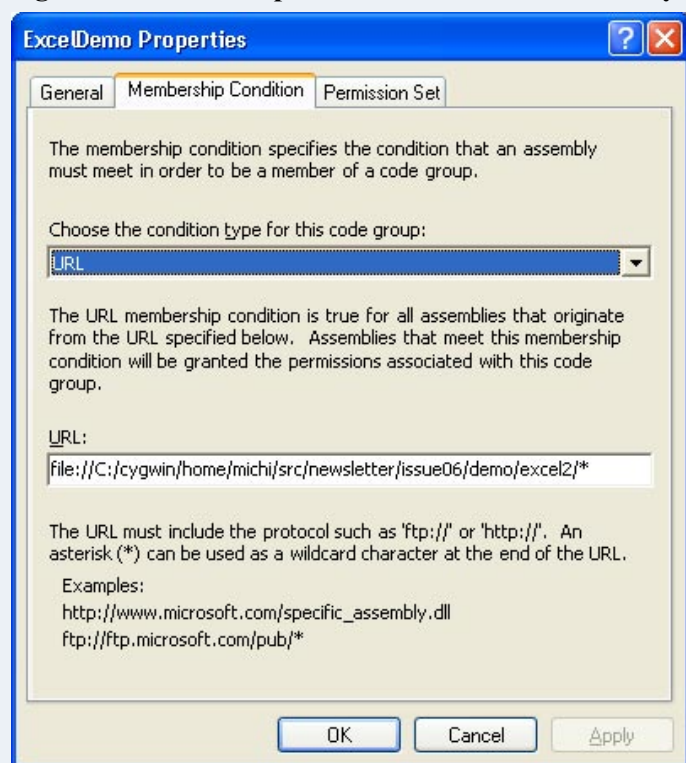 ExcelDemo Properties
General
Membership Condition
Permission Set
The membership condition specifies the condition that an assembly
must meet in order to be a member of a code group.
Choose the condition type for this code group:
URL
The URL membership condition is true for all assemblies that originate
from the URL specified below.  Assemblies that meet this membership
condition will be granted the permissions associated with this code
group.
URL:
file://C:/cygwin/home/michi/src/newsletter/issue06/demo/excel2/*
The URL must include the protocol such as 'ftp://' or 'http://'.  An
asterisk (*) can be used as a wildcard character at the end of the URL.
Examples:
http://www.microsoft.com/specific_assembly.dll
ftp://ftp.microsoft.com/pub/*
OK
Cancel
Apply